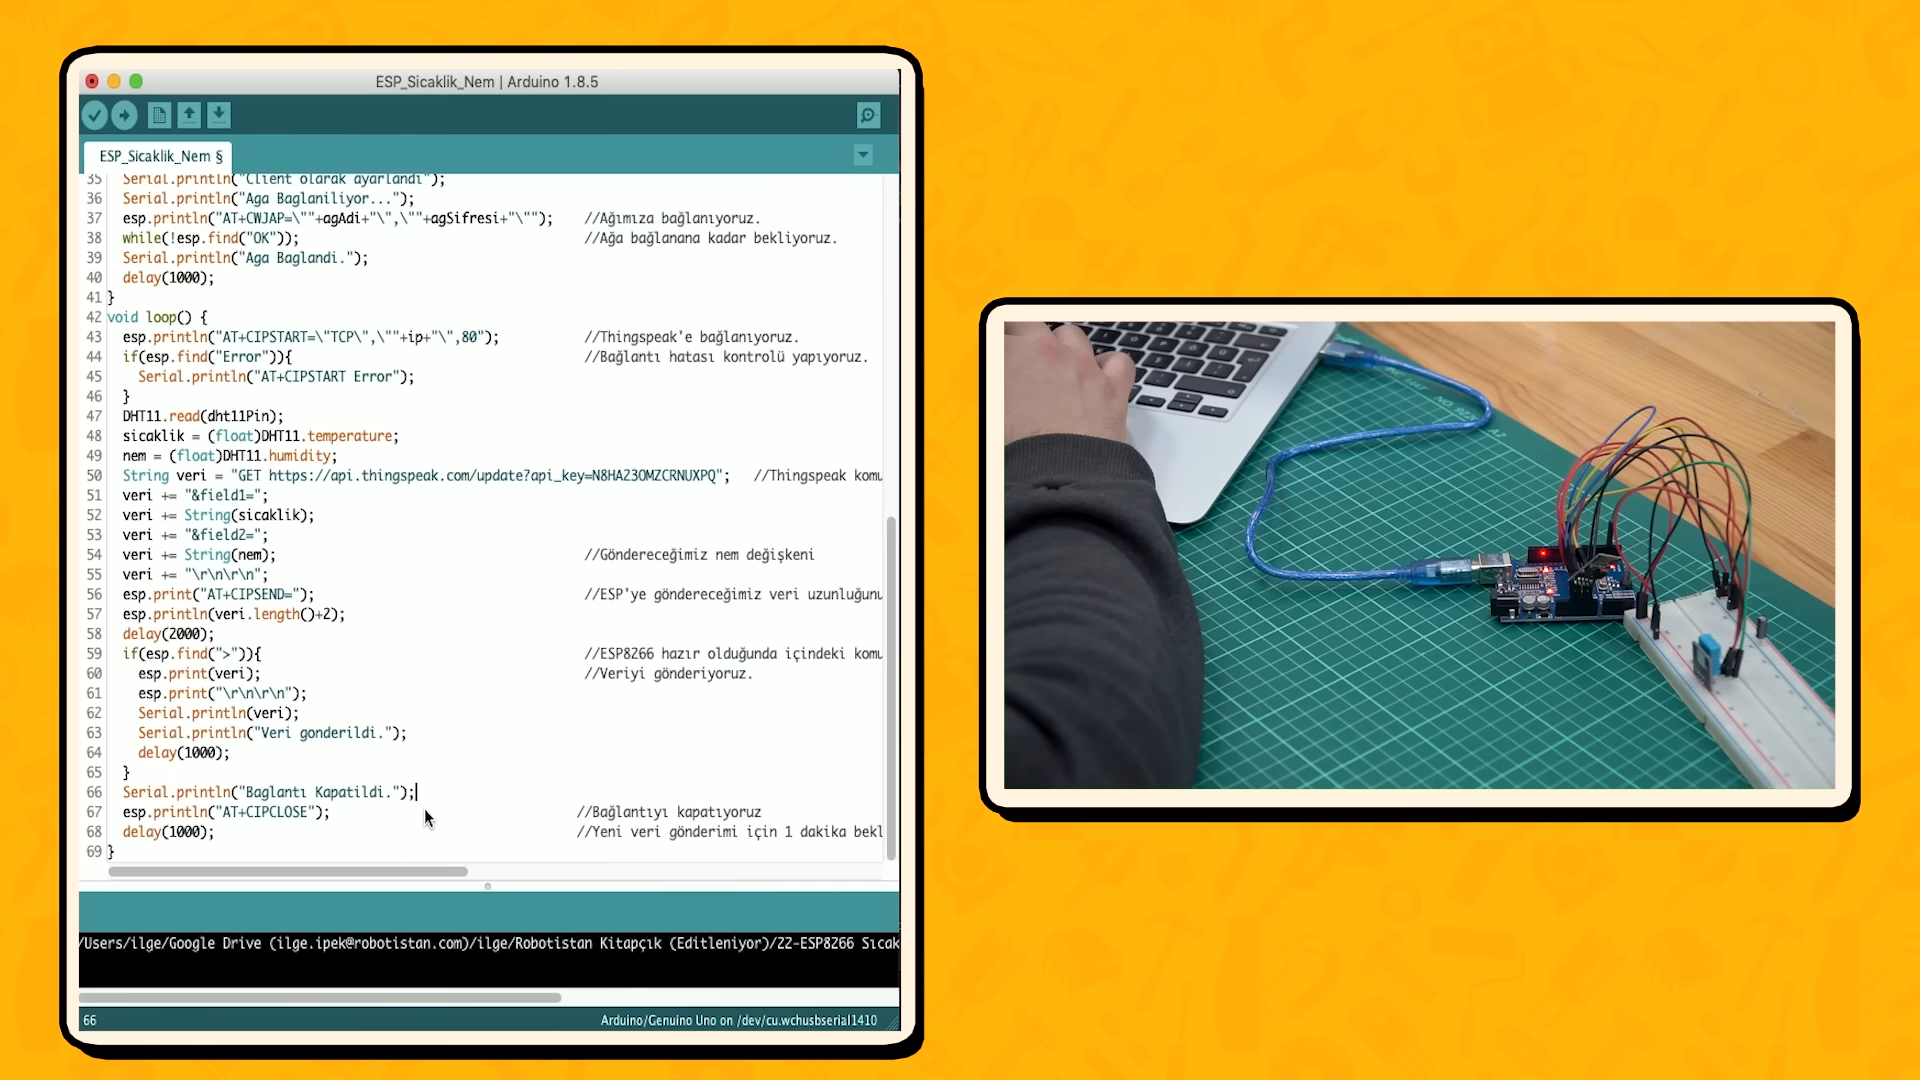 ESP_Sicaklik_Nem | Arduino 1.8.5
ESP_Sicaklik_Nem §
35 Serial.println("Client olarak ayarlandi");
36 Serial.println("Aga Baglaniliyor...");
37 esp.println("AT+CWJAP=\""+agAdi+"\",\""+agSifresi+"\""); //Ağımıza bağlanıyoruz.
38 while(!esp.find("OK")); //Ağa bağlanana kadar bekliyoruz.
39 Serial.println("Aga Baglandi.");
40 delay(1000);
41 }
42 void loop() {
43 esp.println("AT+CIPSTART=\"TCP\",\""+ip+"\",80"); //Thingspeak'e bağlanıyoruz.
44 if(esp.find("Error")){ //Bağlantı hatası kontrolü yapıyoruz.
45 Serial.println("AT+CIPSTART Error");
46 }
47 DHT11.read(dht11Pin);
48 sicaklik = (float)DHT11.temperature;
49 nem = (float)DHT11.humidity;
50 String veri = "GET https://api.thingspeak.com/update?api_key=N8HA23OMZCRNUXPQ"; //Thingspeak komu
51 veri += "&field1=";
52 veri += String(sicaklik);
53 veri += "&field2=";
54 veri += String(nem); //Göndereceğimiz nem değişkeni
55 veri += "\r\n\r\n";
56 esp.print("AT+CIPSEND="); //ESP'ye göndereceğimiz veri uzunluğunu
57 esp.println(veri.length()+2);
58 delay(2000);
59 if(esp.find(">")){ //ESP8266 hazır olduğunda içindeki komu
60 esp.print(veri); //Veriyi gönderiyoruz.
61 esp.print("\r\n\r\n");
62 Serial.println(veri);
63 Serial.println("Veri gonderildi.");
64 delay(1000);
65 }
66 Serial.println("Baglantı Kapatildi.");
67 esp.println("AT+CIPCLOSE"); //Bağlantıyı kapatıyoruz
68 delay(1000); //Yeni veri gönderimi için 1 dakika bekl
69 }
/Users/ilge/Google Drive (ilge.ipek@robotistan.com)/ilge/Robotistan Kitapçık (Editleniyor)/22-ESP8266 Sıcak
66 Arduino/Genuino Uno on /dev/cu.wchusbserial1410